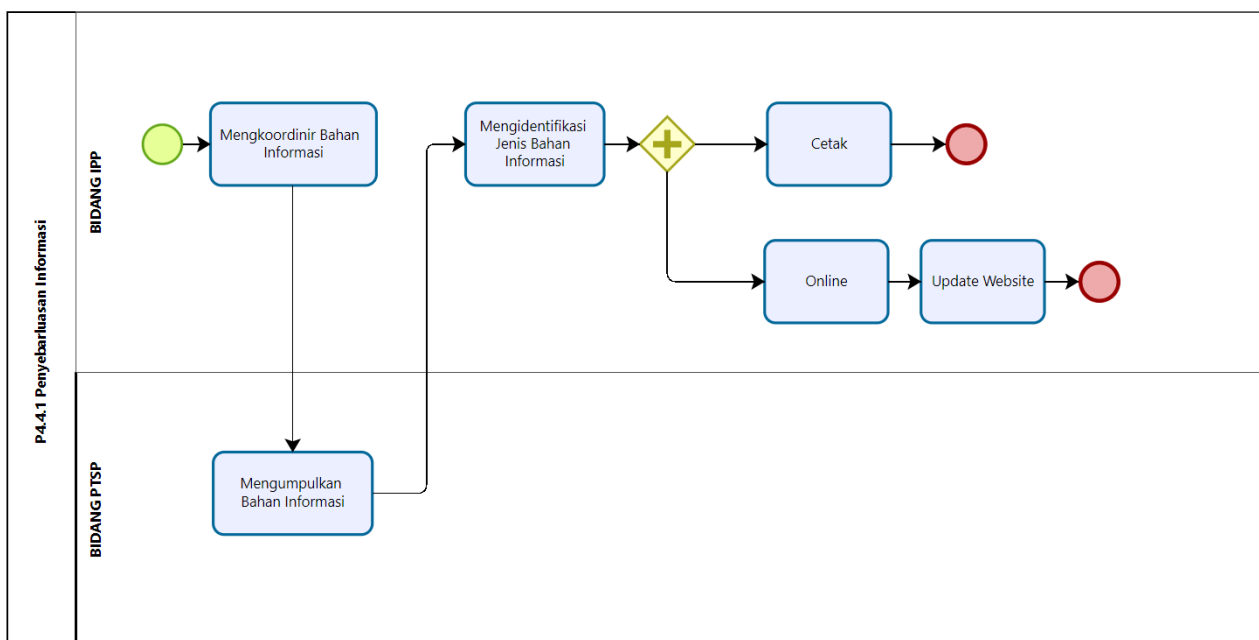 P4.4.1 Penyebarluasan Informasi
BIDANG IPP
Mengkoordinir Bahan
Informasi
Mengidentifikasi
Jenis Bahan
Informasi
Cetak
Online
Update Website
BIDANG PTSP
Mengumpulkan
Bahan Informasi